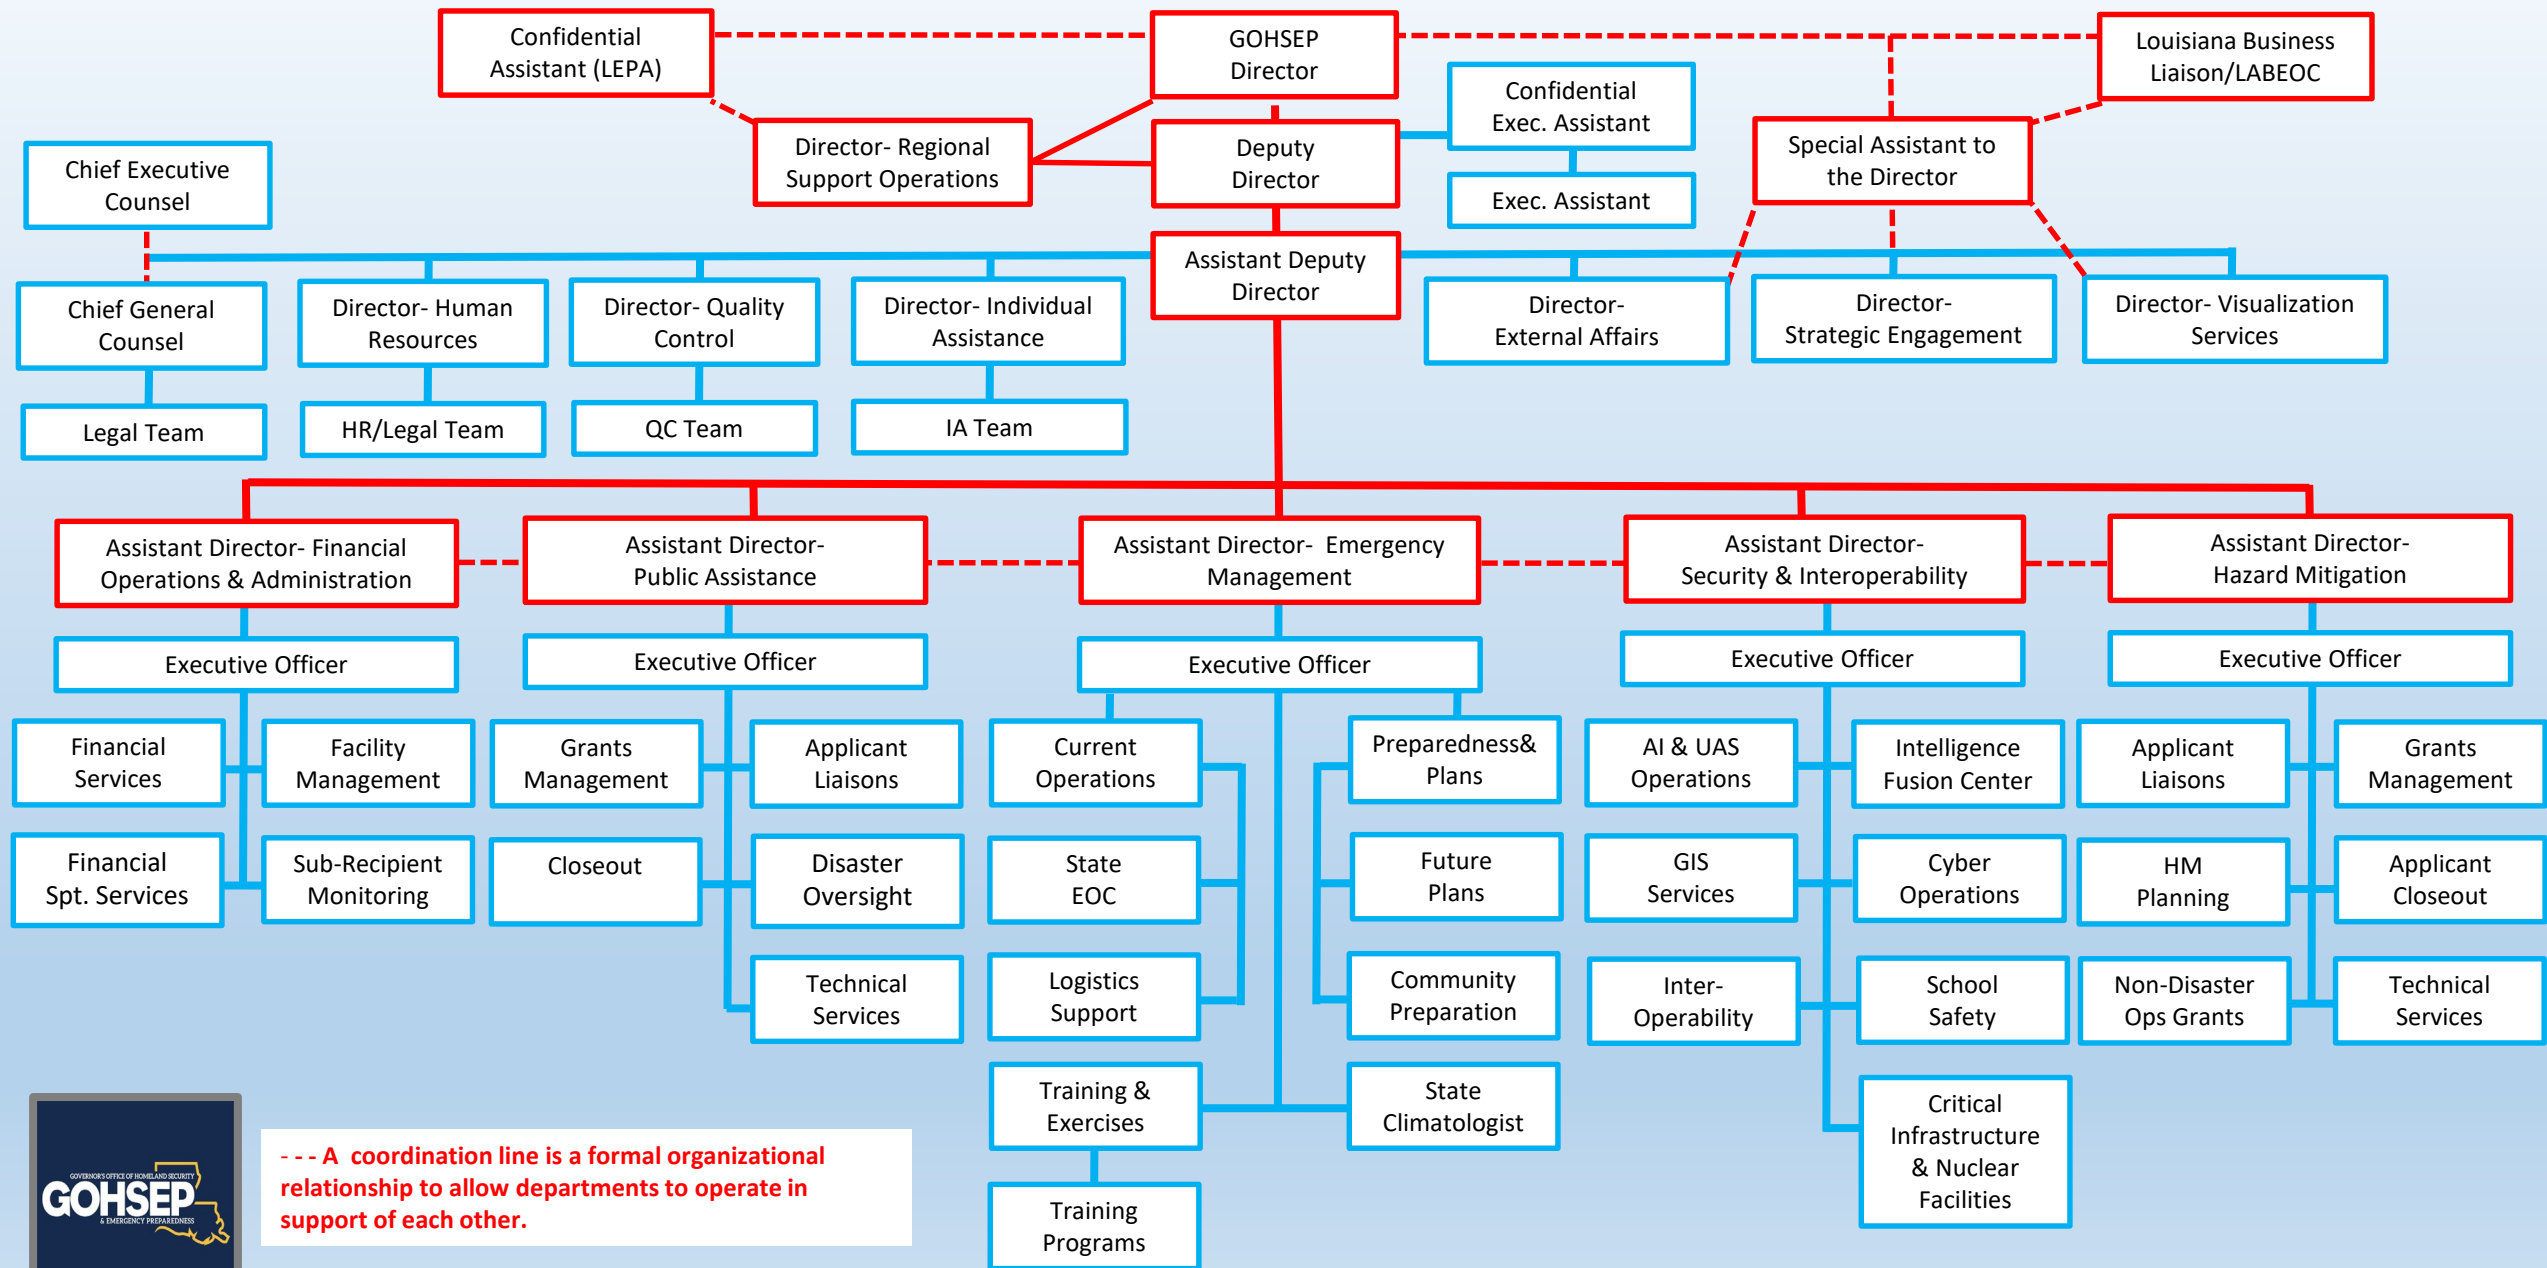 Confidential
Assistant (LEPA)
GOHSEP
Director
Louisiana Business
Liaison/LABEOC
Confidential
Exec. Assistant
Director- Regional
Support Operations
Deputy
Director
Special Assistant to
the Director
Chief Executive
Counsel
Exec. Assistant
Assistant Deputy
Director
Chief General
Counsel
Director- Human
Resources
Director- Quality
Control
Director- Individual
Assistance
Director-
External Affairs
Director-
Strategic Engagement
Director- Visualization
Services
Legal Team
HR/Legal Team
QC Team
IA Team
Assistant Director- Financial
Operations & Administration
Assistant Director-
Public Assistance
Assistant Director- Emergency
Management
Assistant Director-
Security & Interoperability
Assistant Director-
Hazard Mitigation
Executive Officer
Executive Officer
Executive Officer
Executive Officer
Executive Officer
Financial
Services
Facility
Management
Grants
Management
Applicant
Liaisons
Current
Operations
Preparedness&
Plans
AI & UAS
Operations
Intelligence
Fusion Center
Applicant
Liaisons
Grants
Management
Financial
Spt. Services
Sub-Recipient
Monitoring
Closeout
Disaster
Oversight
State
EOC
Future
Plans
GIS
Services
Cyber
Operations
HM
Planning
Applicant
Closeout
Technical
Services
Logistics
Support
Community
Preparation
Inter-
Operability
School
Safety
Non-Disaster
Ops Grants
Technical
Services
Training &
Exercises
State
Climatologist
Critical
Infrastructure
& Nuclear
Facilities
Training
Programs
GOVERNOR'S OFFICE OF HOMELAND SECURITY
GOHSEP
& EMERGENCY PREPAREDNESS
- - - A coordination line is a formal organizational
relationship to allow departments to operate in
support of each other.